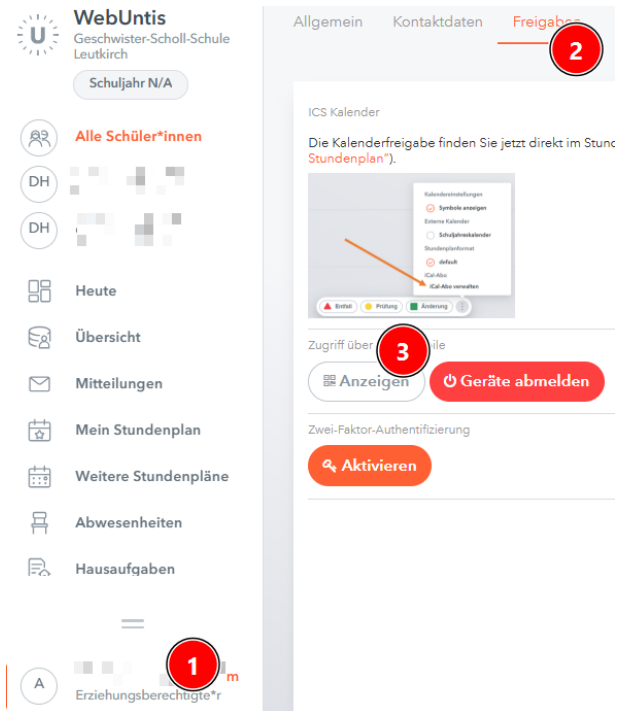 WebUntis
Geschwister-Scholl-Schule
Leutkirch
Schuljahr N/A
Alle Schüler*innen
DH
DH
Heute
Übersicht
Mitteilungen
Mein Stundenplan
Weitere Stundenpläne
Abwesenheiten
Hausaufgaben
1
m
A
Erziehungsberechtigte*r
Allgemein Kontaktdaten Freigaben
2
ICS Kalender
Die Kalenderfreigabe finden Sie jetzt direkt im Stund
Stundenplan").
Kalendereinstellungen
Symbole anzeigen
Externe Kalender
Schuljahreskalender
Stundenplanformat
default
iCal-Abo
iCal-Abo verwalten
Entfall Prüfung Änderung
Zugriff über ile
3
Anzeigen Geräte abmelden
Zwei-Faktor-Authentifizierung
Aktivieren